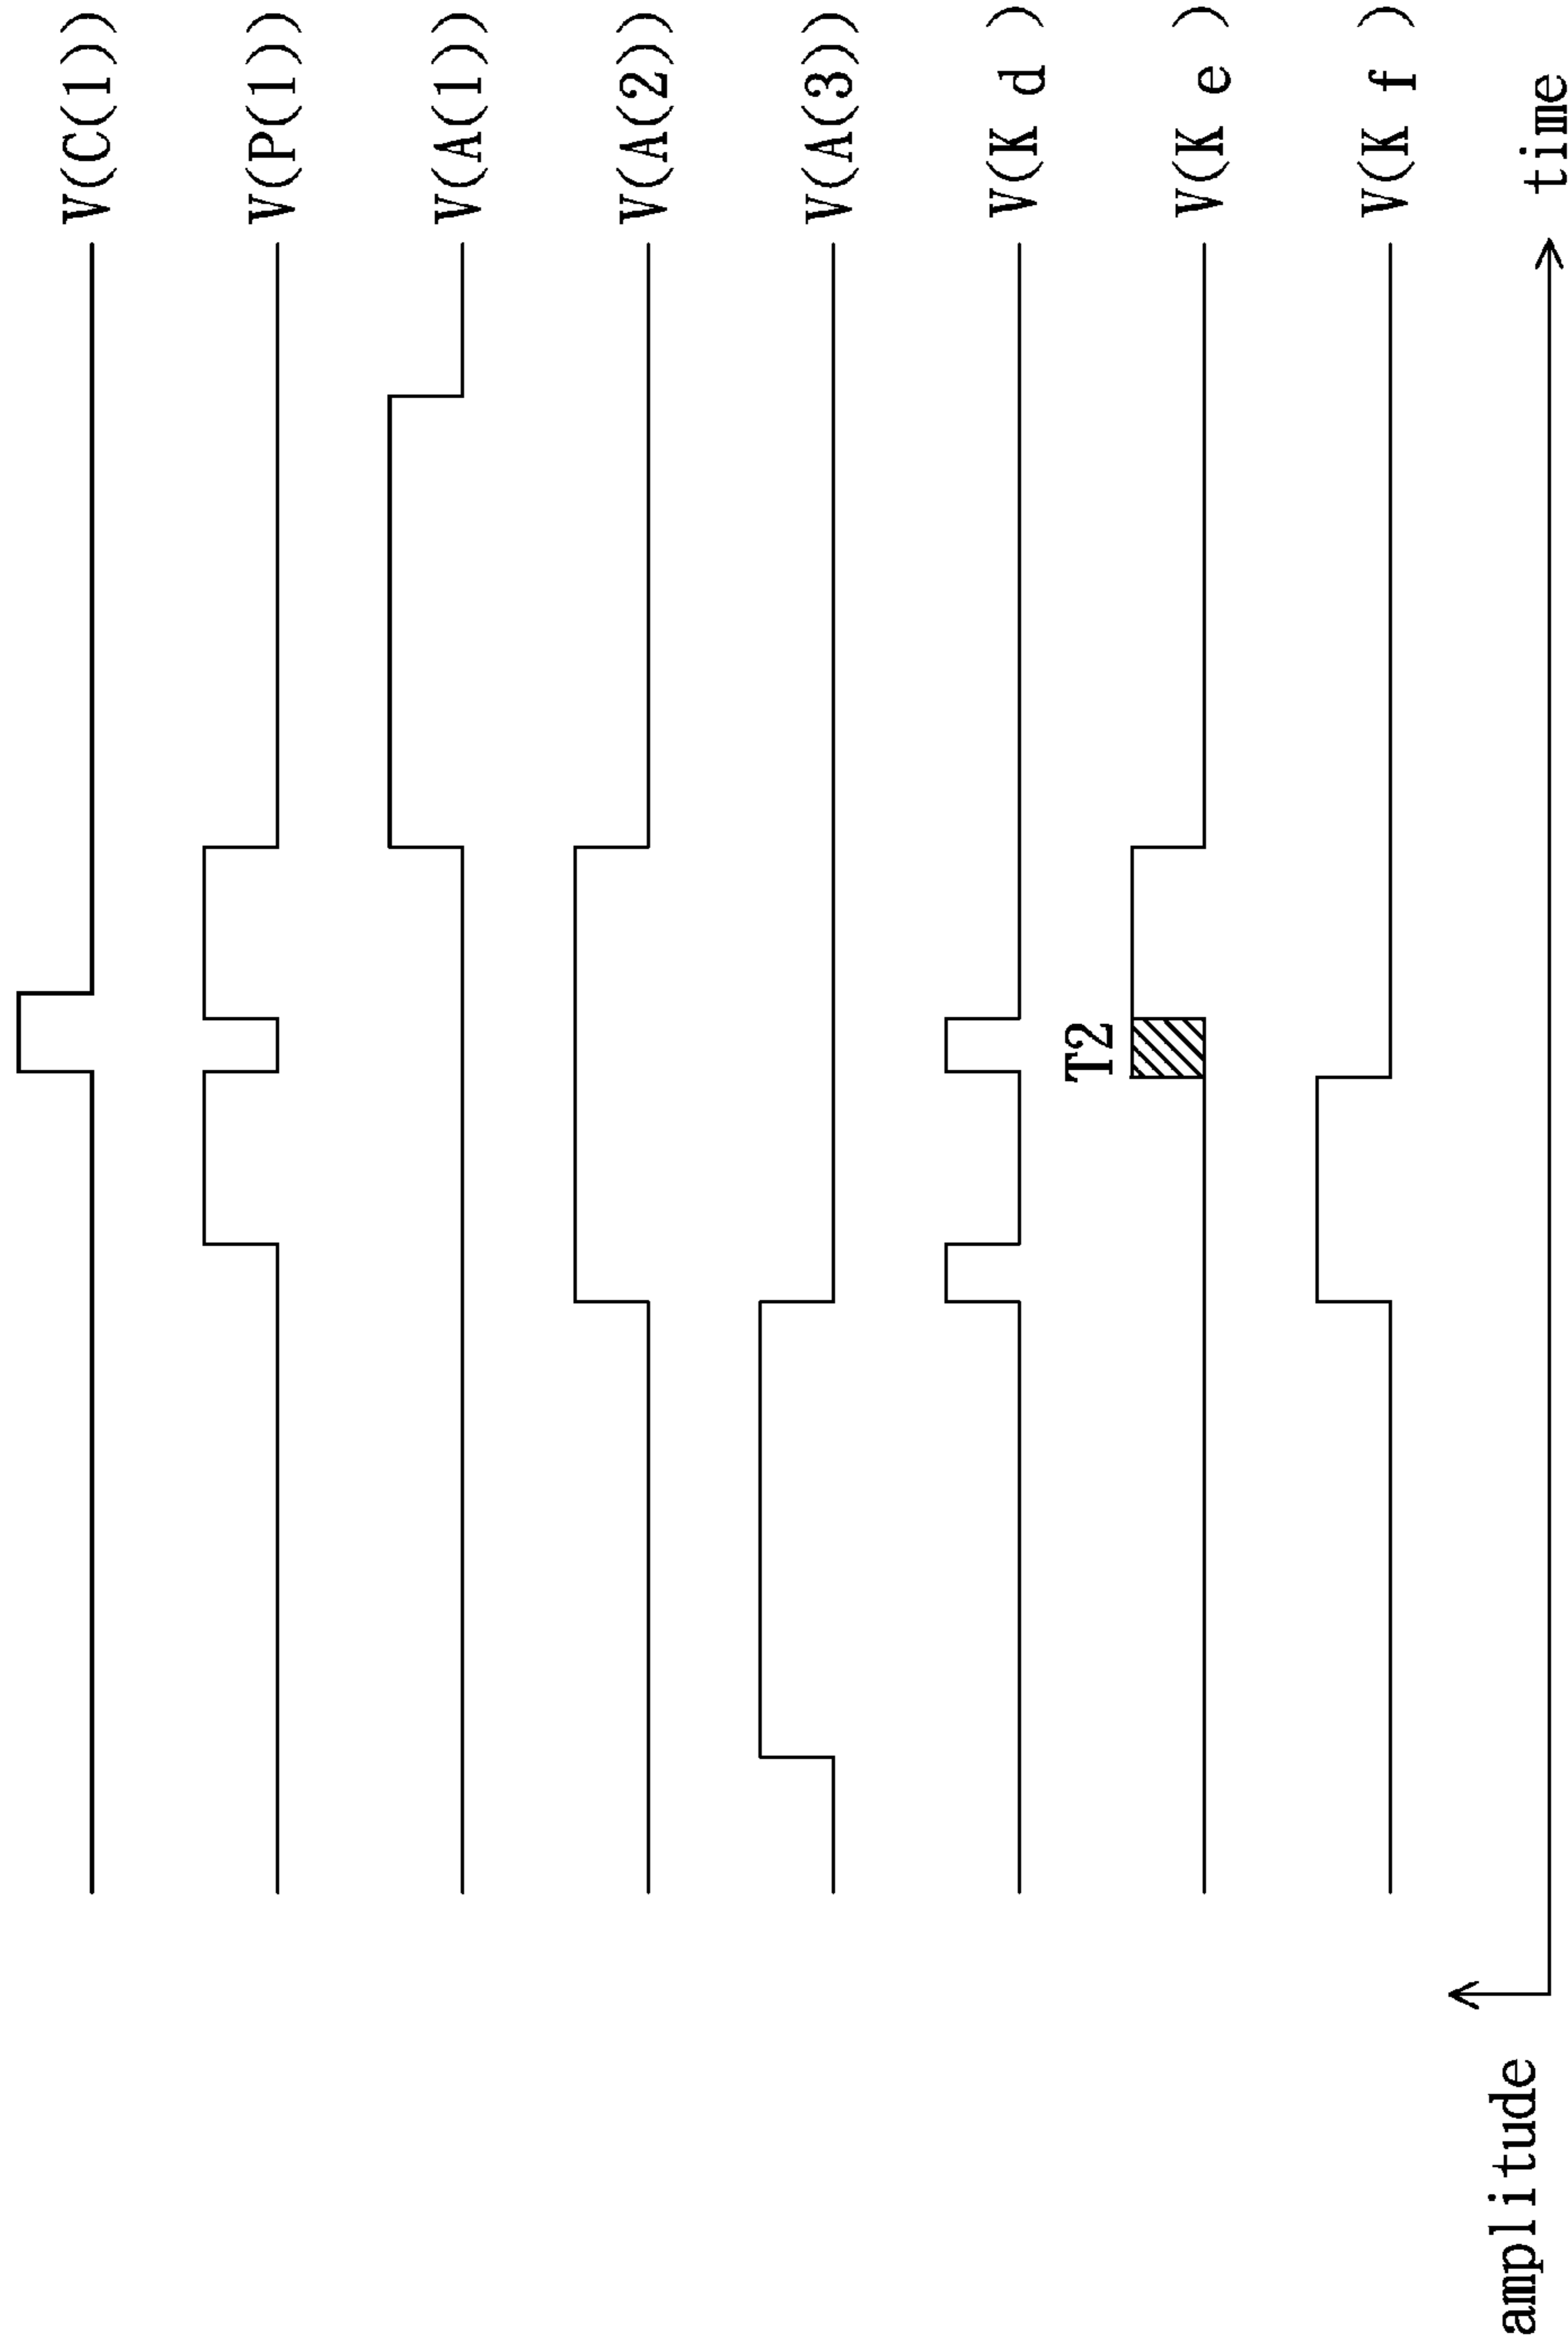 V(C(1))
V(P(1))
V(A(1))
V(A(2))
V(A(3))
V(K d )
T2
V(K e )
V(K f )
amplitude
time